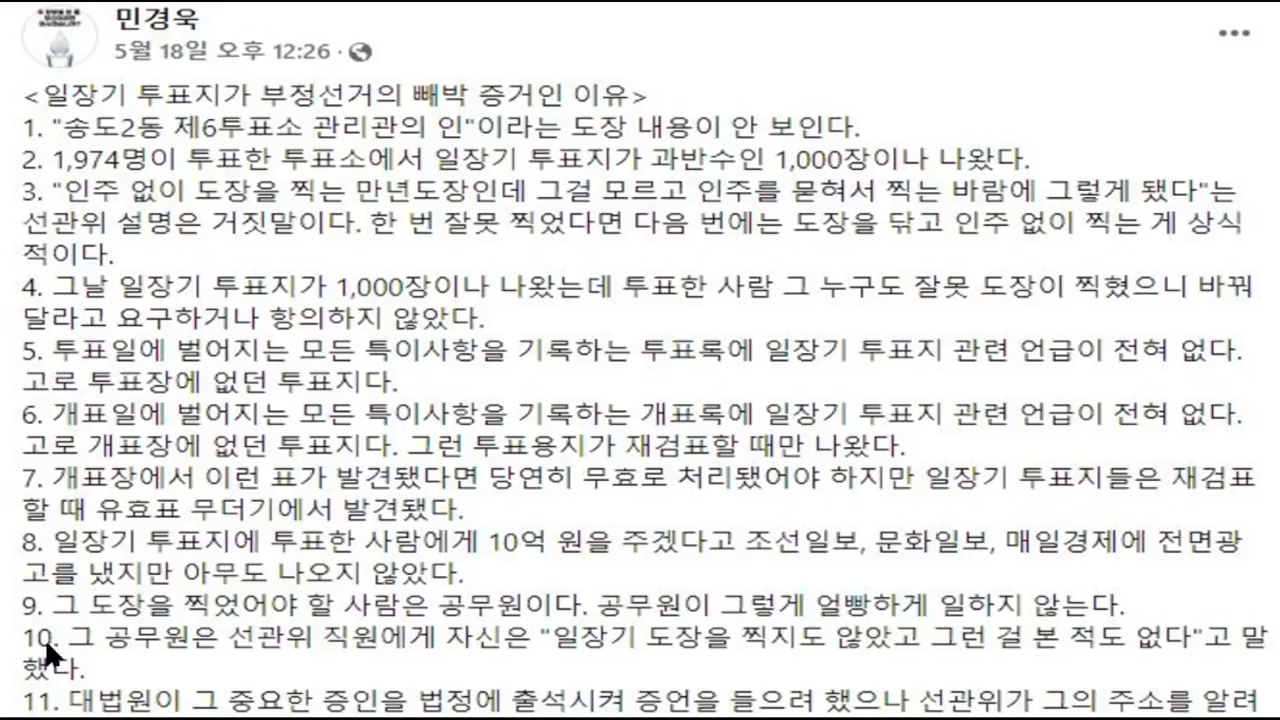 민경욱
5월 18일 오후 12:26 ·
<일장기 투표지가 부정선거의 빼박 증거인 이유>
1. "송도2동 제6투표소 관리관의 인"이라는 도장 내용이 안 보인다.
2. 1,974명이 투표한 투표소에서 일장기 투표지가 과반수인 1,000장이나 나왔다.
3. "인주 없이 도장을 찍는 만년도장인데 그걸 모르고 인주를 묻혀서 찍는 바람에 그렇게 됐다"는
선관위 설명은 거짓말이다. 한 번 잘못 찍었다면 다음 번에는 도장을 닦고 인주 없이 찍는 게 상식
적이다.
4. 그날 일장기 투표지가 1,000장이나 나왔는데 투표한 사람 그 누구도 잘못 도장이 찍혔으니 바꿔
달라고 요구하거나 항의하지 않았다.
5. 투표일에 벌어지는 모든 특이사항을 기록하는 투표록에 일장기 투표지 관련 언급이 전혀 없다.
고로 투표장에 없던 투표지다.
6. 개표일에 벌어지는 모든 특이사항을 기록하는 개표록에 일장기 투표지 관련 언급이 전혀 없다.
고로 개표장에 없던 투표지다. 그런 투표용지가 재검표할 때만 나왔다.
7. 개표장에서 이런 표가 발견됐다면 당연히 무효로 처리됐어야 하지만 일장기 투표지들은 재검표
할 때 유효표 무더기에서 발견됐다.
8. 일장기 투표지에 투표한 사람에게 10억 원을 주겠다고 조선일보, 문화일보, 매일경제에 전면광
고를 냈지만 아무도 나오지 않았다.
9. 그 도장을 찍었어야 할 사람은 공무원이다. 공무원이 그렇게 얼빵하게 일하지 않는다.
10. 그 공무원은 선관위 직원에게 자신은 "일장기 도장을 찍지도 않았고 그런 걸 본 적도 없다"고 말
했다.
11. 대법원이 그 중요한 증인을 법정에 출석시켜 증언을 들으려 했으나 선관위가 그의 주소를 알려